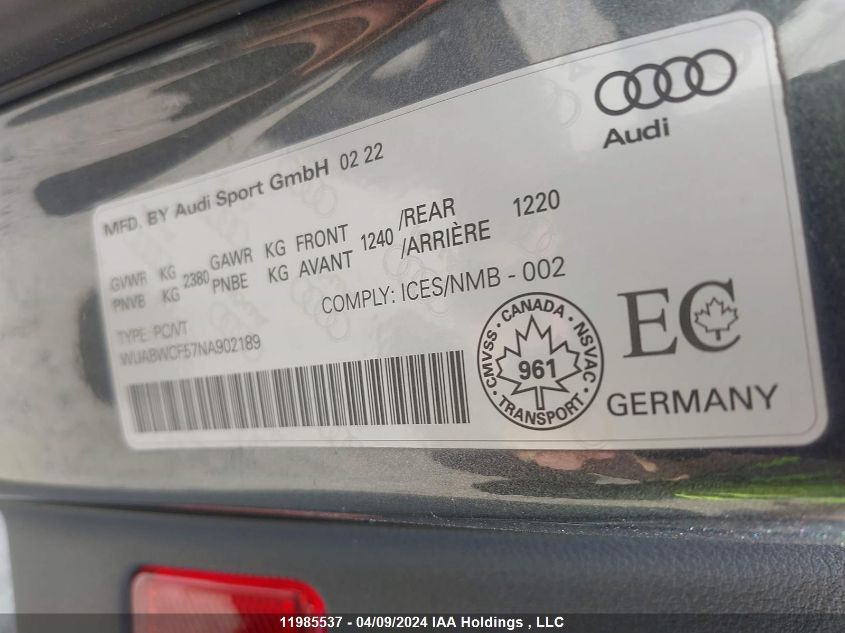 Audi
MFD. BY Audi Sport GmbH 02 22
GVWR KG 2380 GAWR KG FRONT 1240 /REAR 1220
PNVB KG PNBE KG AVANT /ARRIÈRE
COMPLY: ICES/NMB - 002
TYPE: PCNT
WUABWCF57NA902189
CMVSS · CANADA · NSVAC · TRANSPORT ·
961
EC
GERMANY
11985537 - 04/09/2024 IAA Holdings , LLC